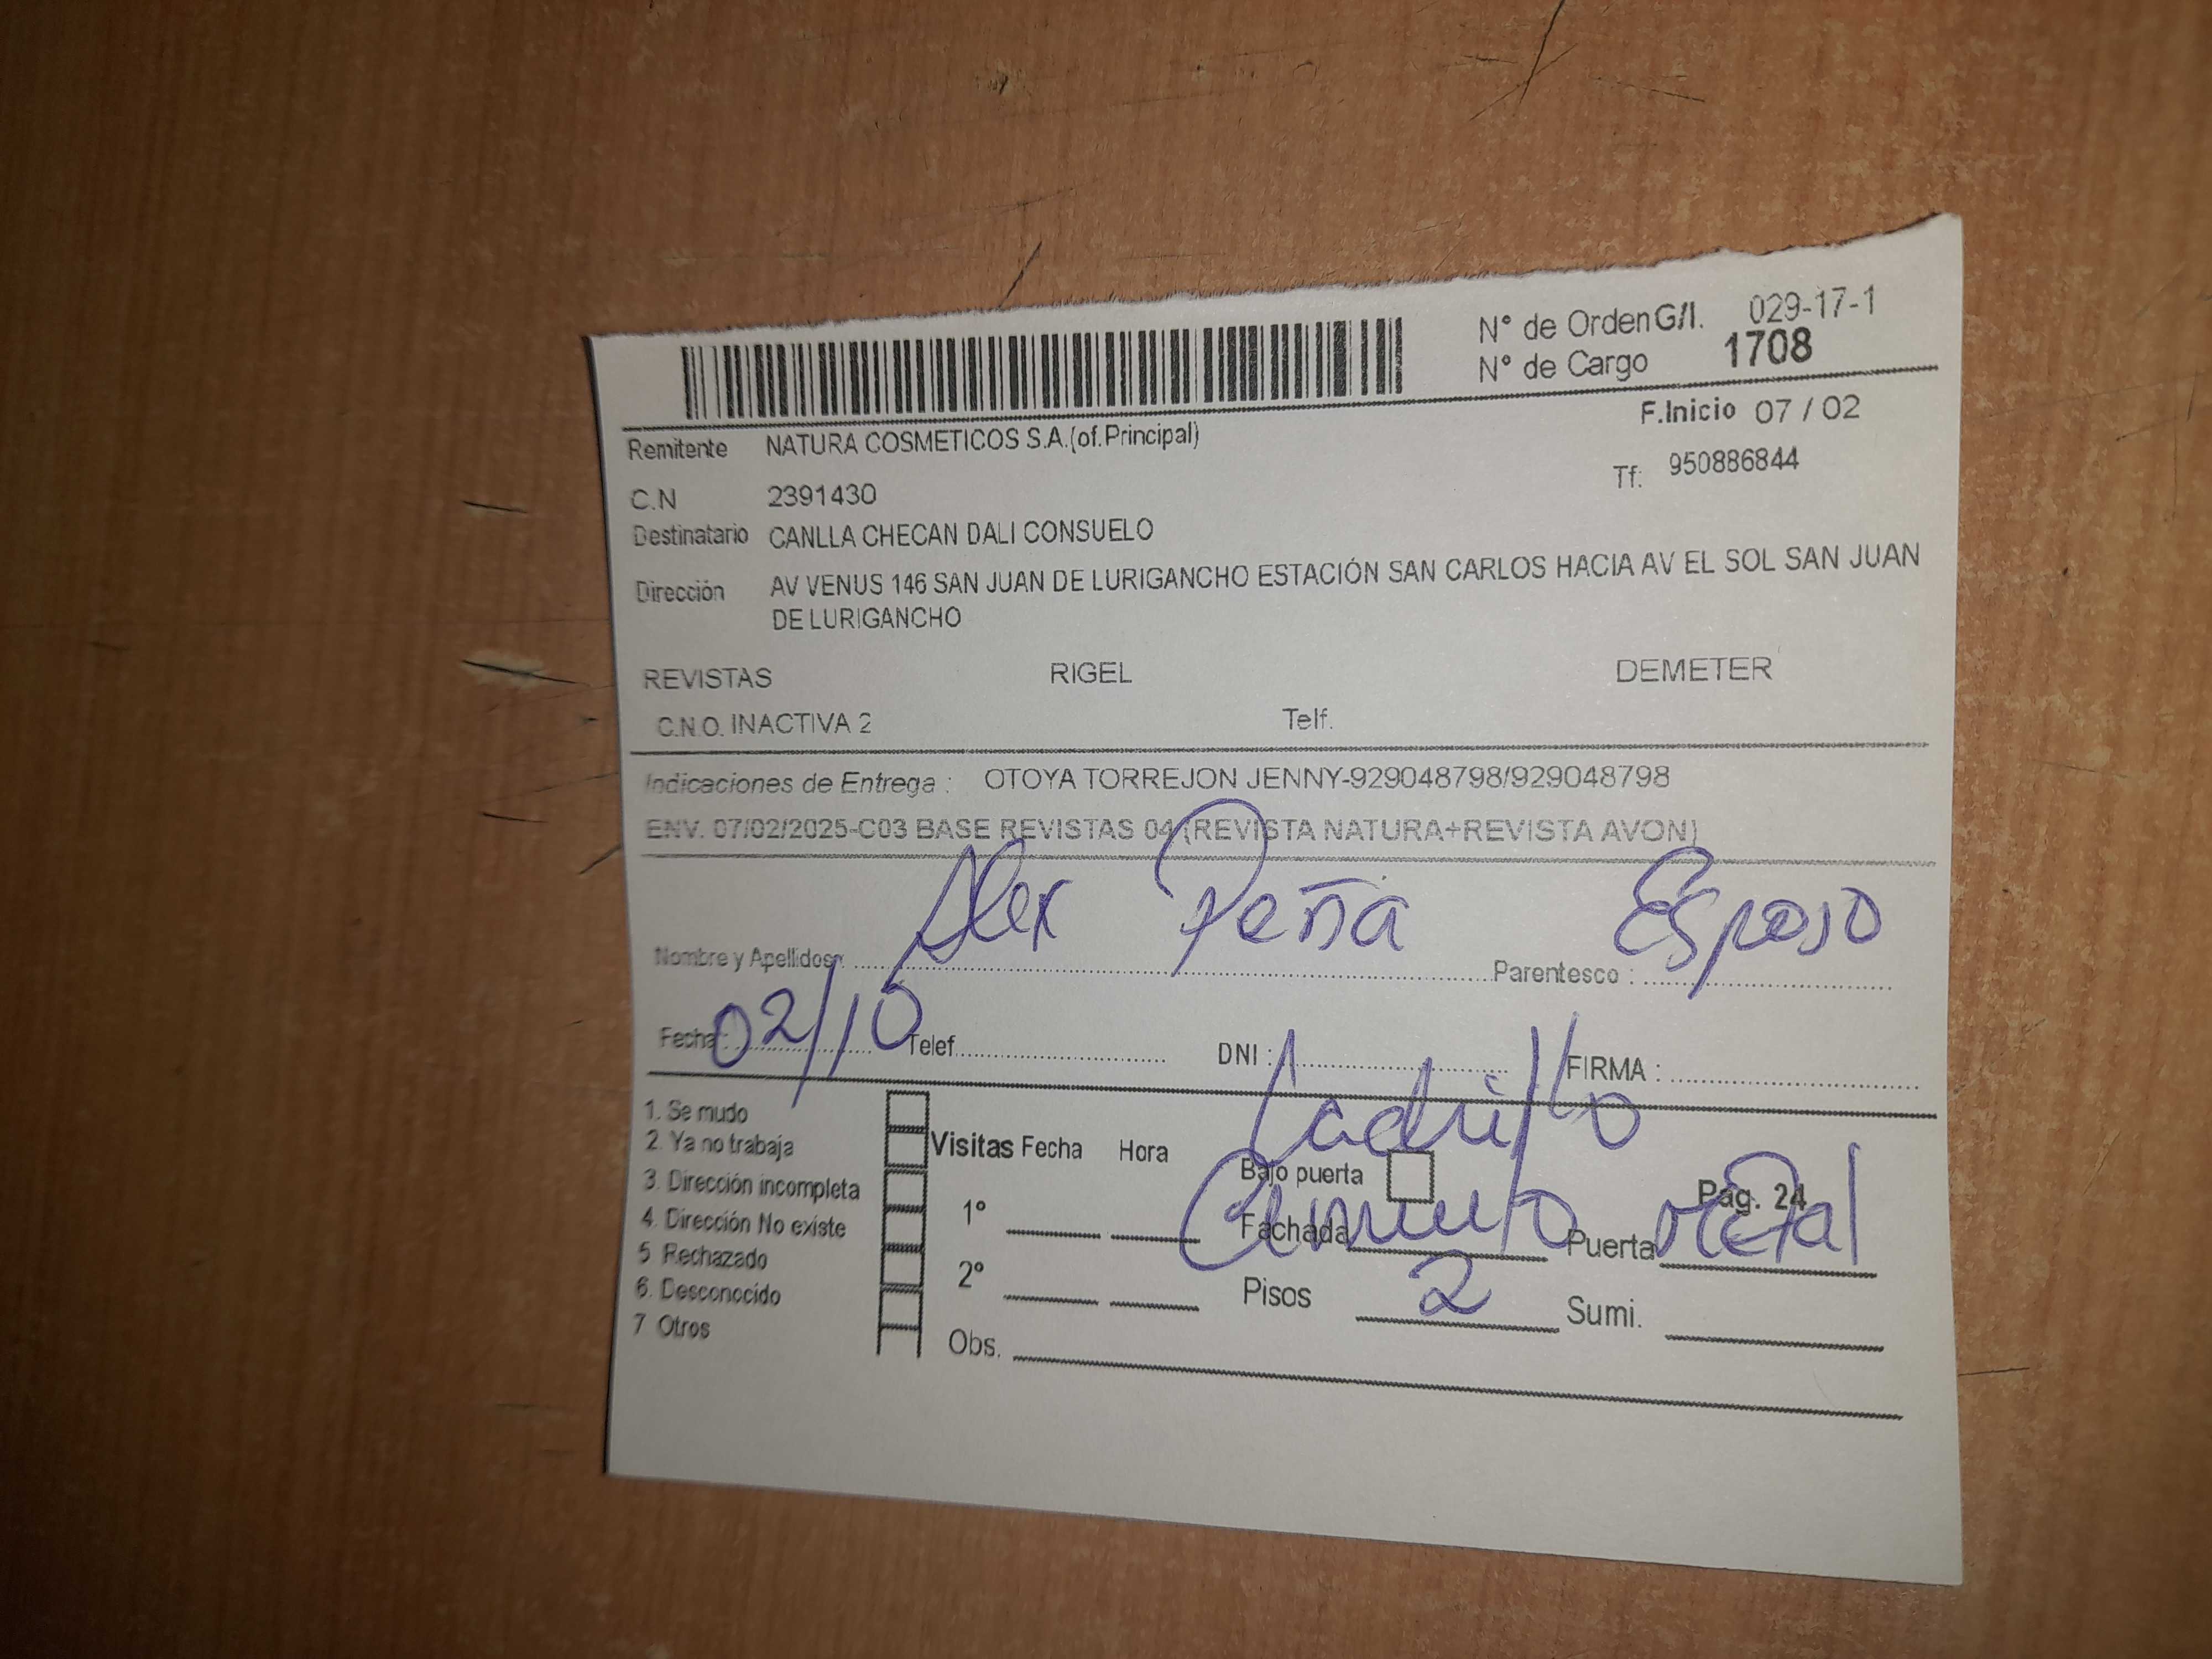 N° de Orden G/I. 029-17-1
N° de Cargo 1708
F.Inicio 07 / 02
Remitente NATURA COSMETICOS S.A.(of.Principal)
Tf: 950886844
C.N 2391430
Destinatario CANLLA CHECAN DALI CONSUELO
Dirección AV VENUS 146 SAN JUAN DE LURIGANCHO ESTACIÓN SAN CARLOS HACIA AV EL SOL SAN JUAN
DE LURIGANCHO
REVISTAS RIGEL DEMETER
C.N.O. INACTIVA 2 Telf.
Indicaciones de Entrega : OTOYA TORREJON JENNY-929048798/929048798
ENV. 07/02/2025-C03 BASE REVISTAS 04 (REVISTA NATURA+REVISTA AVON)
Nombre y Apellidos: Alex Peña Parentesco : Esposo
Fecha: 02/10 Telef. DNI : FIRMA :
Ladrillo
1. Se mudo
2. Ya no trabaja
3. Dirección incompleta
4. Dirección No existe
5 Rechazado
6. Desconocido
7 Otros
Visitas Fecha Hora
1°
2°
Obs.
Bajo puerta Pág. 24
Fachada Cemento Puerta Metal
Pisos 2 Sumi.